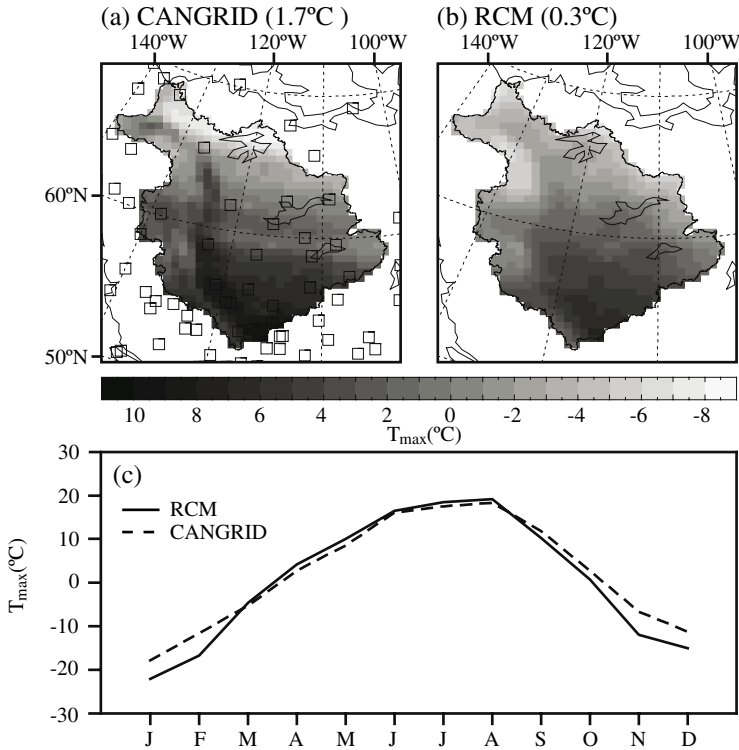 (a) CANGRID (1.7ºC )
(b) RCM (0.3ºC)
140ºW 120ºW 100ºW
140ºW 120ºW 100ºW
60ºN
50ºN
10 8 6 4 2 0 -2 -4 -6 -8
Tmax(ºC)
(c)
RCM
CANGRID
Tmax(ºC)
30
20
10
0
-10
-20
-30
J F M A M J J A S O N D